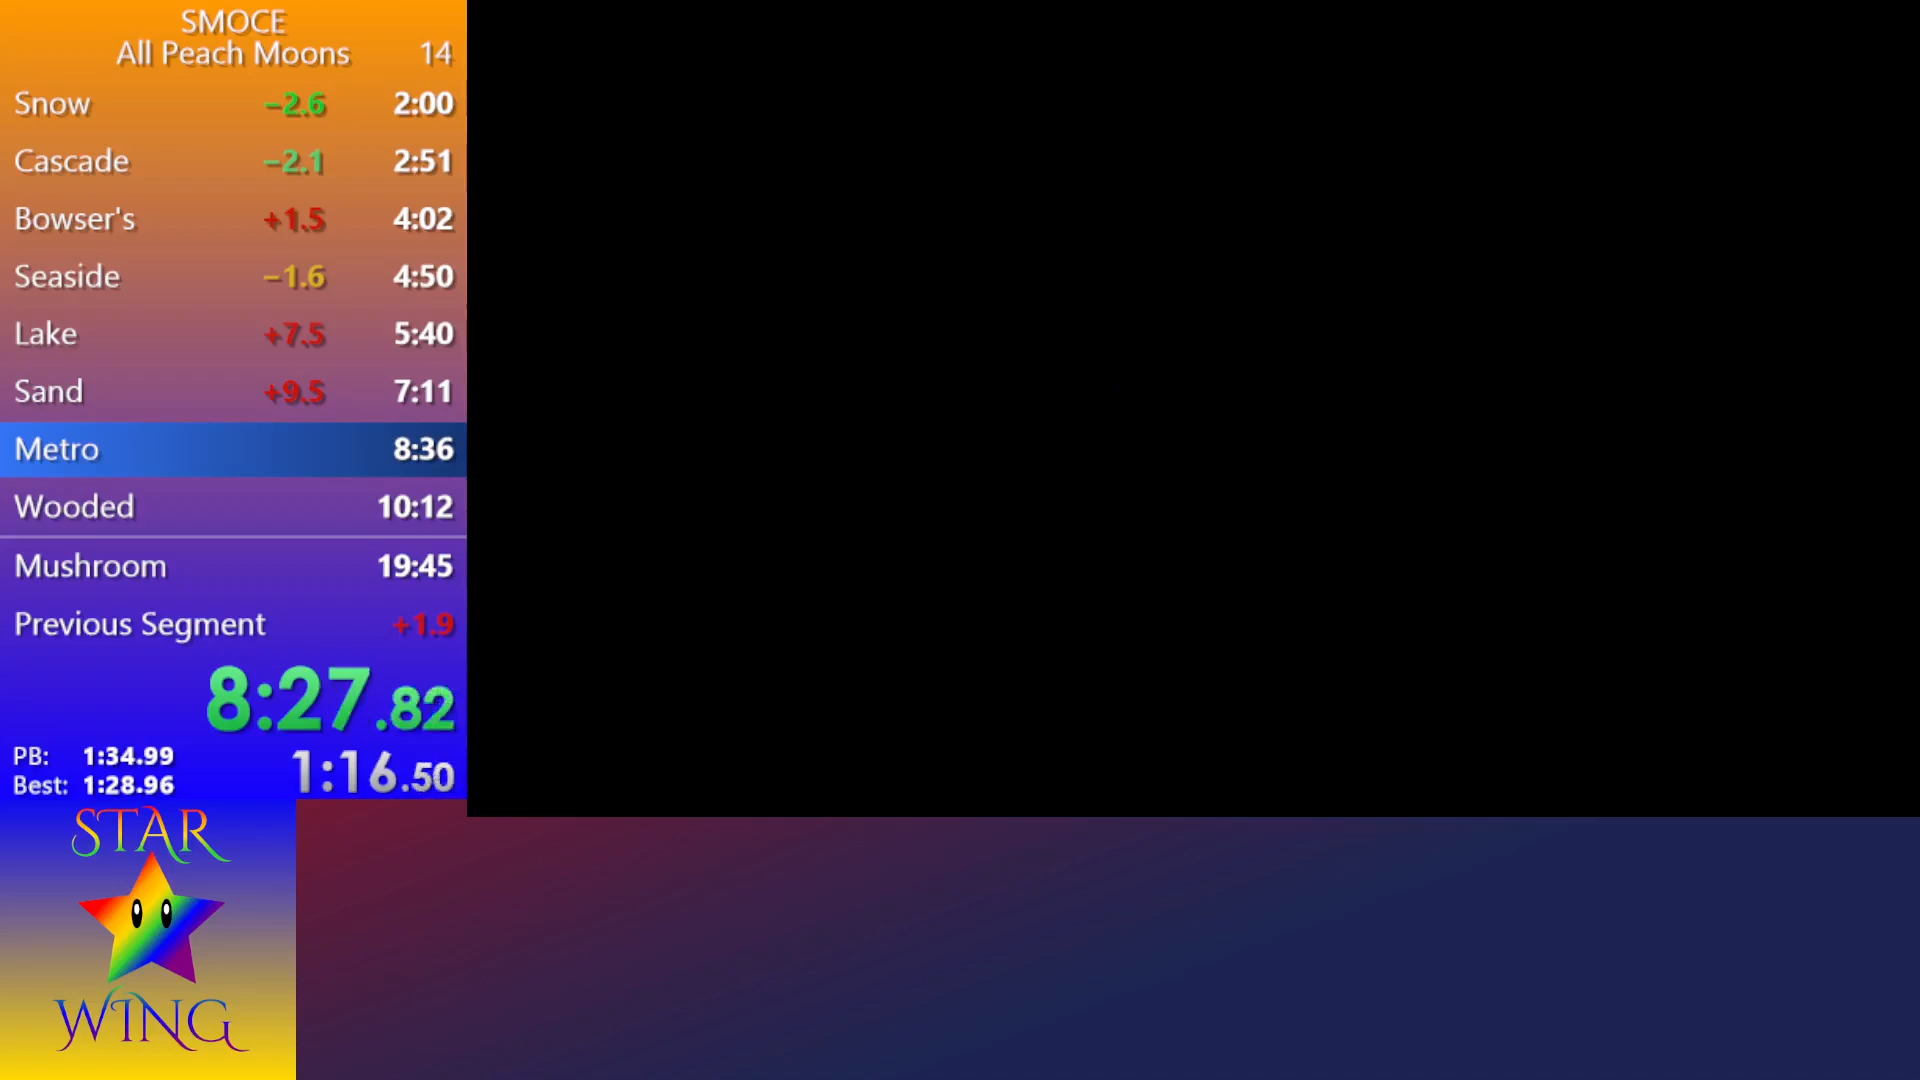 SMOCE
All Peach Moons 14
Snow −2.6 2:00
Cascade −2.1 2:51
Bowser's +1.5 4:02
Seaside −1.6 4:50
Lake +7.5 5:40
Sand +9.5 7:11
Metro 8:36
Wooded 10:12
Mushroom 19:45
Previous Segment +1.9
8:27.82
PB: 1:34.99
Best: 1:28.96
1:16.50
STAR
WING